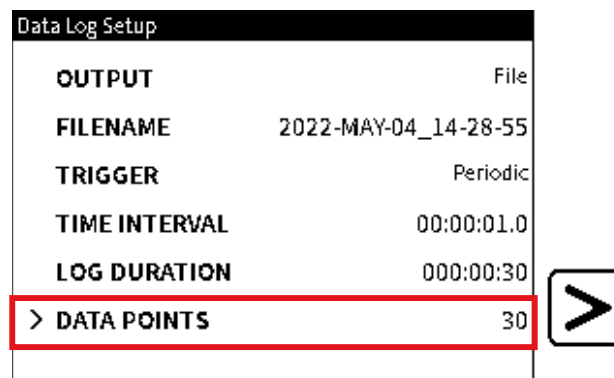 Data Log Setup
OUTPUT File
FILENAME 2022-MAY-04_14-28-55
TRIGGER Periodic
TIME INTERVAL 00:00:01.0
LOG DURATION 000:00:30
> DATA POINTS 30 >